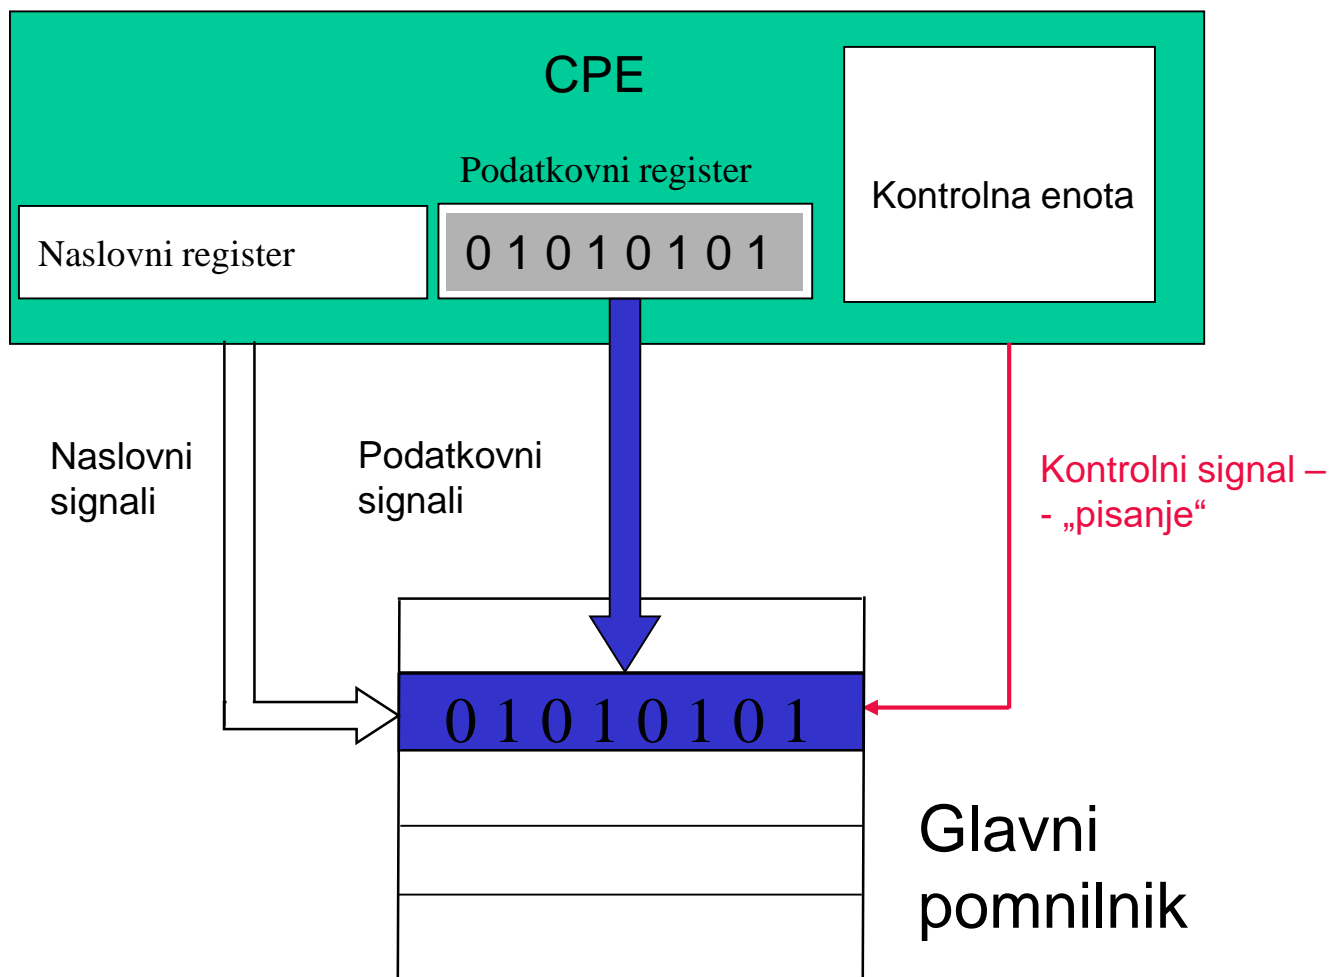 CPE
Podatkovni register
Kontrolna enota
Naslovni register
0 1 0 1 0 1 0 1
Naslovni
signali
Podatkovni
signali
Kontrolni signal –
- „pisanje“
0 1 0 1 0 1 0 1
Glavni
pomnilnik